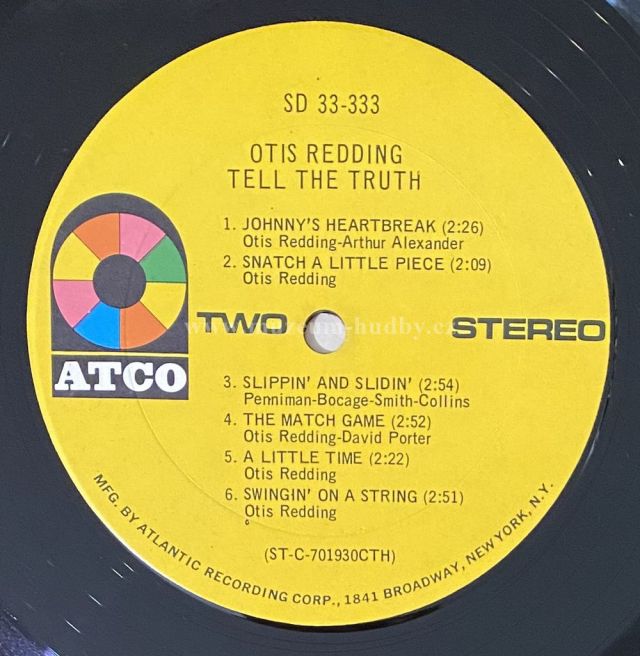 SD 33-333
OTIS REDDING
TELL THE TRUTH
1. JOHNNY'S HEARTBREAK (2:26)
Otis Redding-Arthur Alexander
2. SNATCH A LITTLE PIECE (2:09)
Otis Redding
TWO
STEREO
ATCO
3. SLIPPIN' AND SLIDIN' (2:54)
Penniman-Bocage-Smith-Collins
4. THE MATCH GAME (2:52)
Otis Redding-David Porter
5. A LITTLE TIME (2:22)
Otis Redding
6. SWINGIN' ON A STRING (2:51)
Otis Redding
(ST-C-701930CTH)
MFG. BY ATLANTIC RECORDING CORP., 1841 BROADWAY, NEW YORK, N.Y.